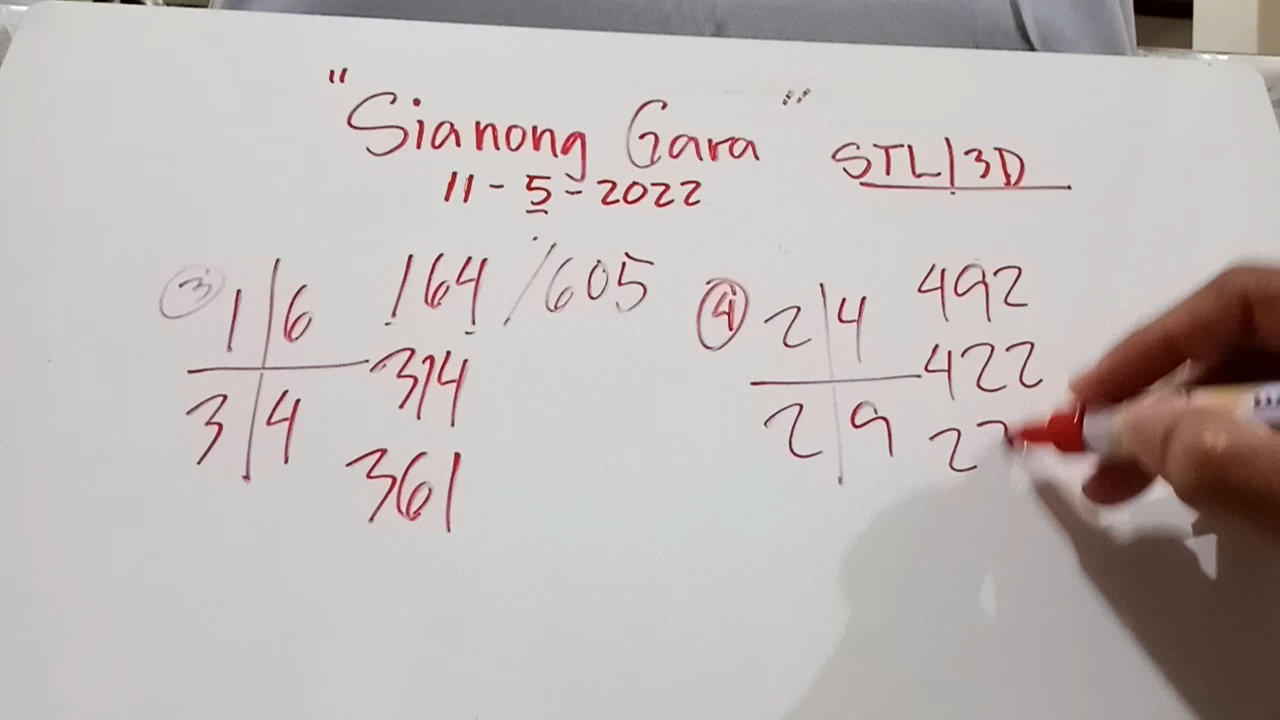 "Sianong Gara" STL/3D
11-5-2022
③ 1 6 164 /605
3 4 314
361
④ 2 4 492
422
2 9